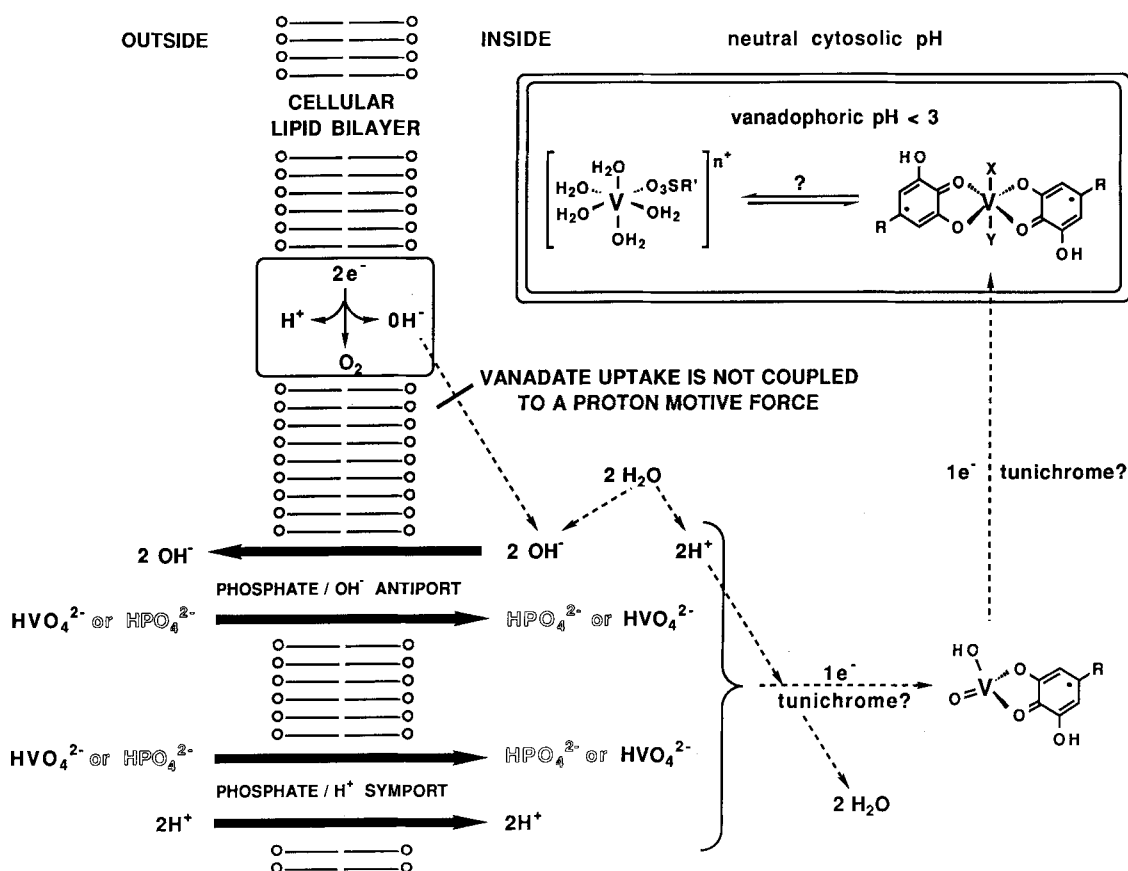 OUTSIDE
INSIDE
neutral cytosolic pH
CELLULAR
LIPID BILAYER
vanadophoric pH < 3
H2O
H2O
H2O
V
O3SR'
OH2
OH2
n+
?
HO
R
O
O
X
V
Y
O
O
R
OH
2e-
H+
OH-
O2
VANADATE UPTAKE IS NOT COUPLED
TO A PROTON MOTIVE FORCE
1e- tunichrome?
2 H2O
2 OH-
2 OH-
2H+
PHOSPHATE / OH- ANTIPORT
HVO4 2- or HPO4 2-
HPO4 2- or HVO4 2-
1e-
tunichrome?
HO
O=V
O
O
R
OH
HVO4 2- or HPO4 2-
HPO4 2- or HVO4 2-
PHOSPHATE / H+ SYMPORT
2 H2O
2H+
2H+